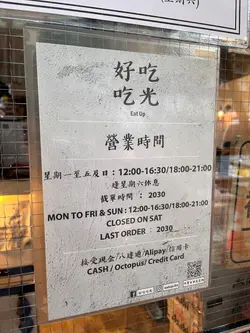 好吃
吃光
Eat Up
營業時間
星期一至五及日：12:00-16:30/18:00-21:00
逢星期六休息
截單時間 ： 2030
MON TO FRI & SUN : 12:00-16:30/18:00-21:00
CLOSED ON SAT
LAST ORDER : 2030
接受現金/八達通/Alipay/信用卡
CASH / Octopus/ Credit Card